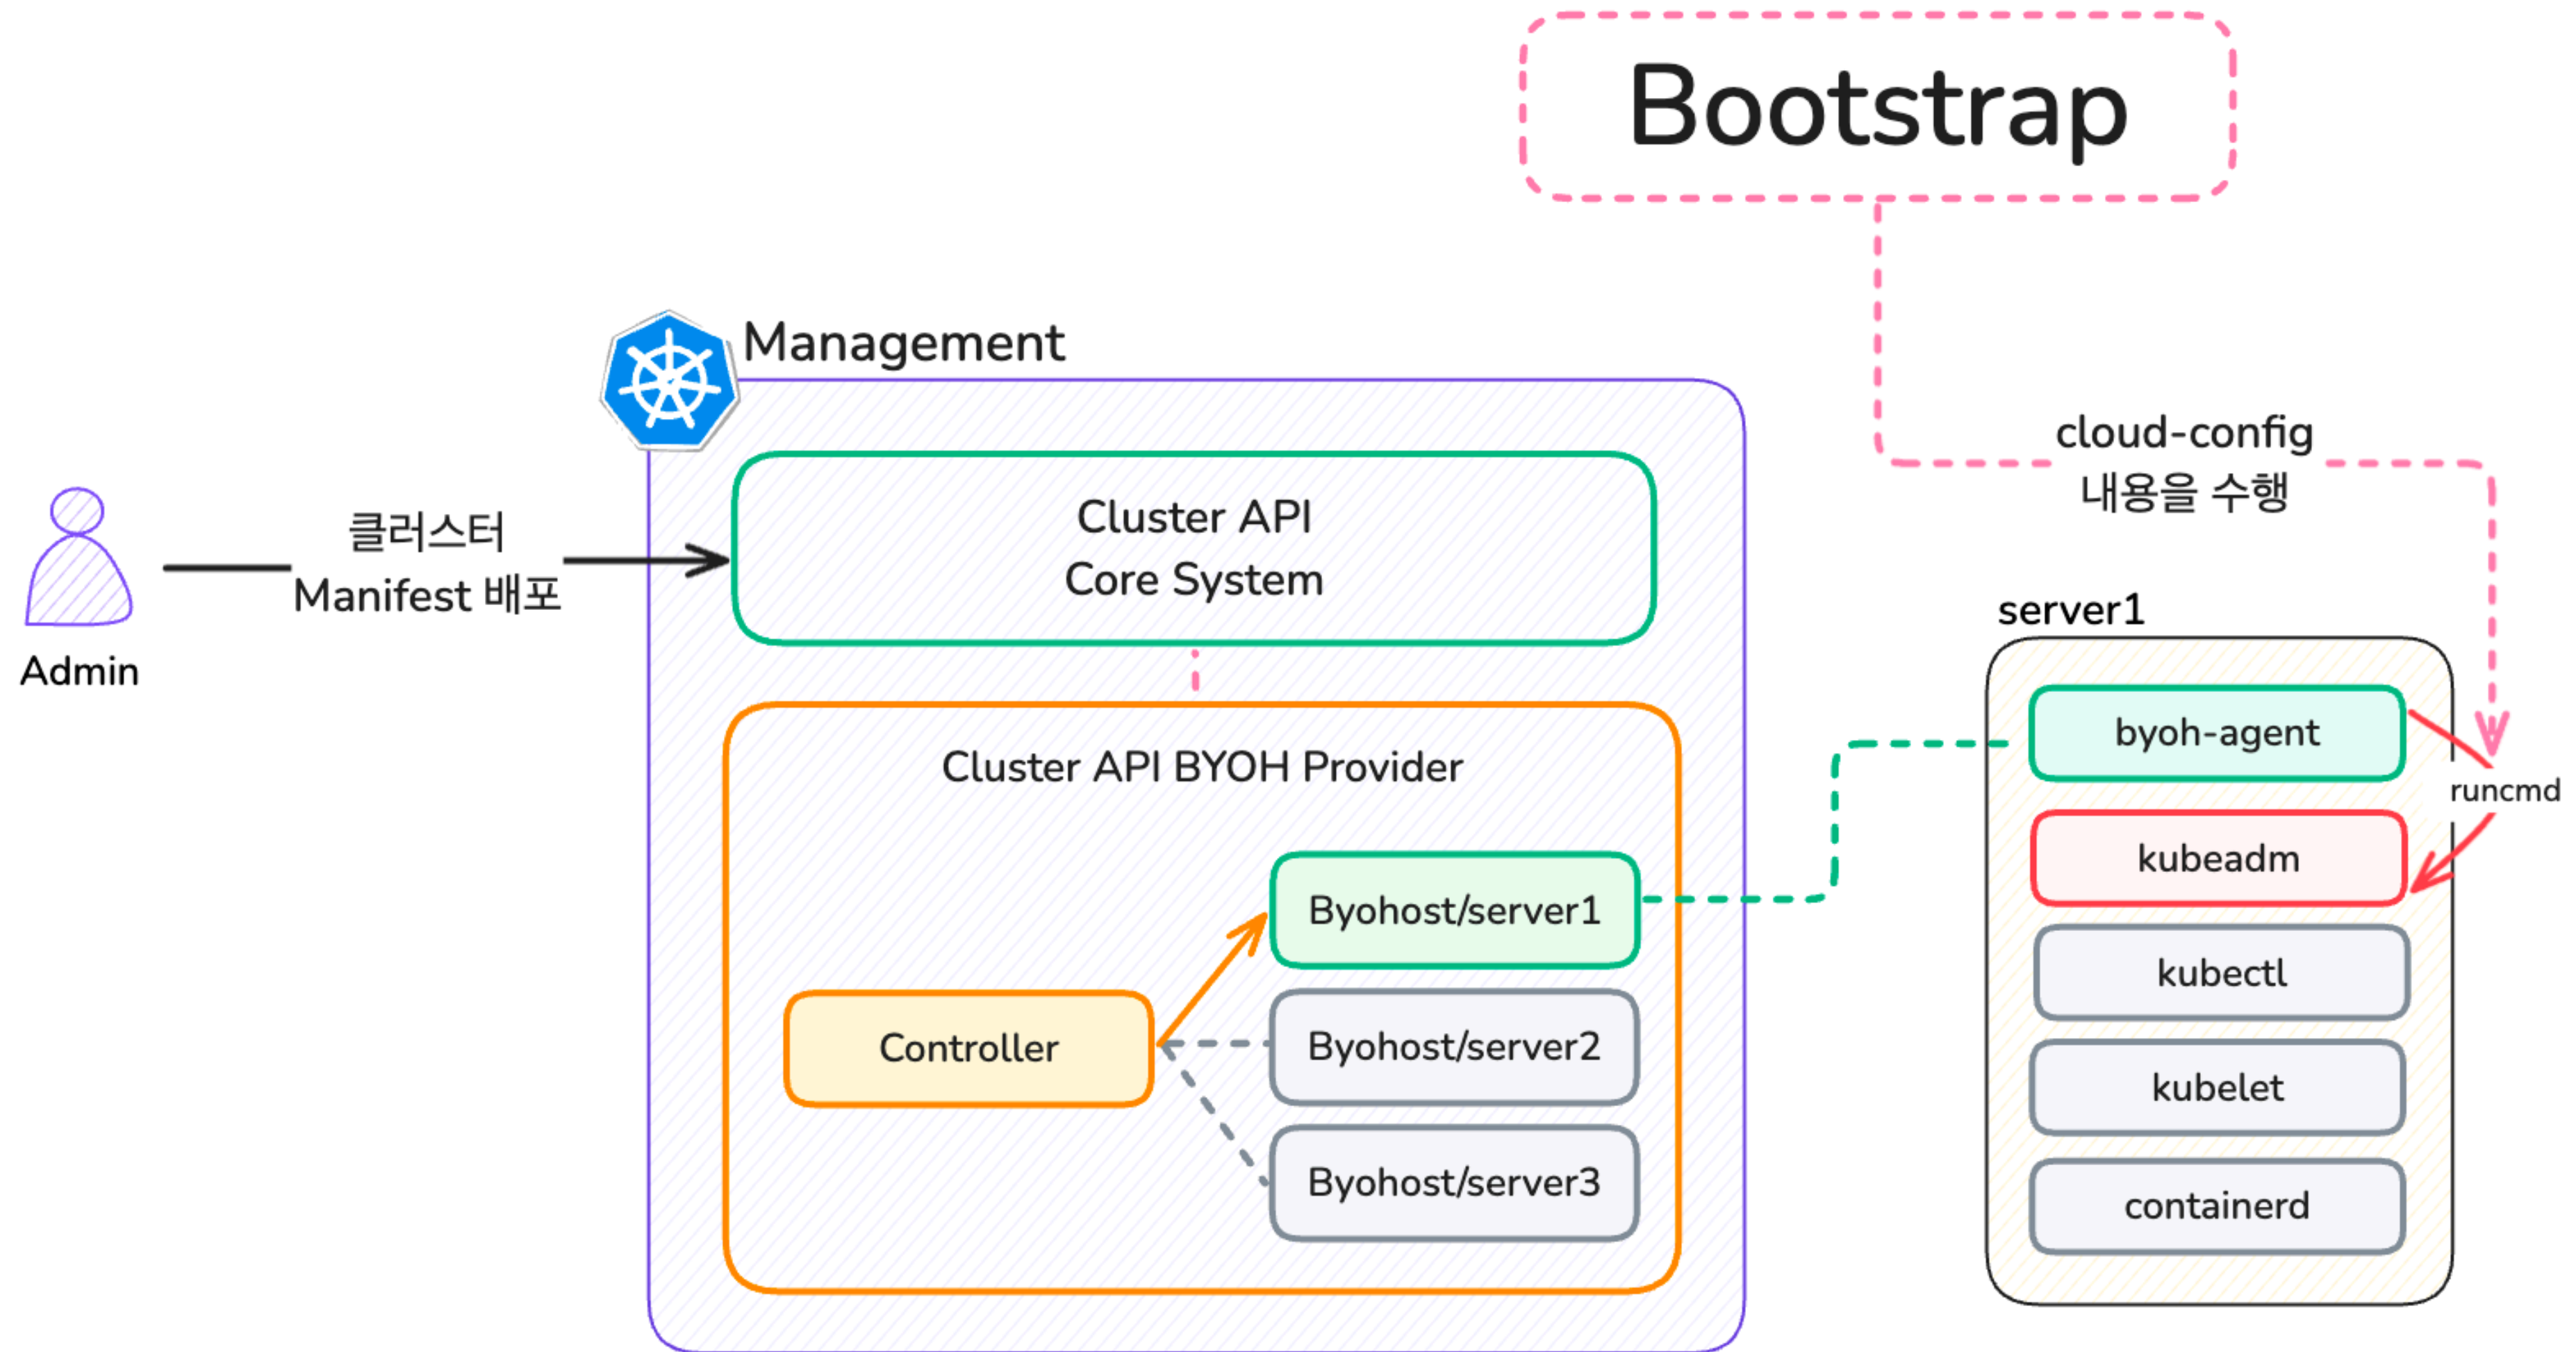 Bootstrap
Management
cloud-config
내용을 수행
클러스터
Manifest 배포
Admin
Cluster API
Core System
server1
Cluster API BYOH Provider
byoh-agent
runcmd
kubeadm
Byohost/server1
kubectl
Controller
Byohost/server2
kubelet
Byohost/server3
containerd